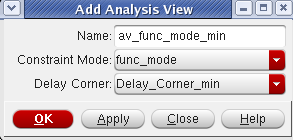 Add Analysis View
Name: av_func_mode_min
Constraint Mode: func_mode
Delay Corner: Delay_Corner_min
OK Apply Close Help